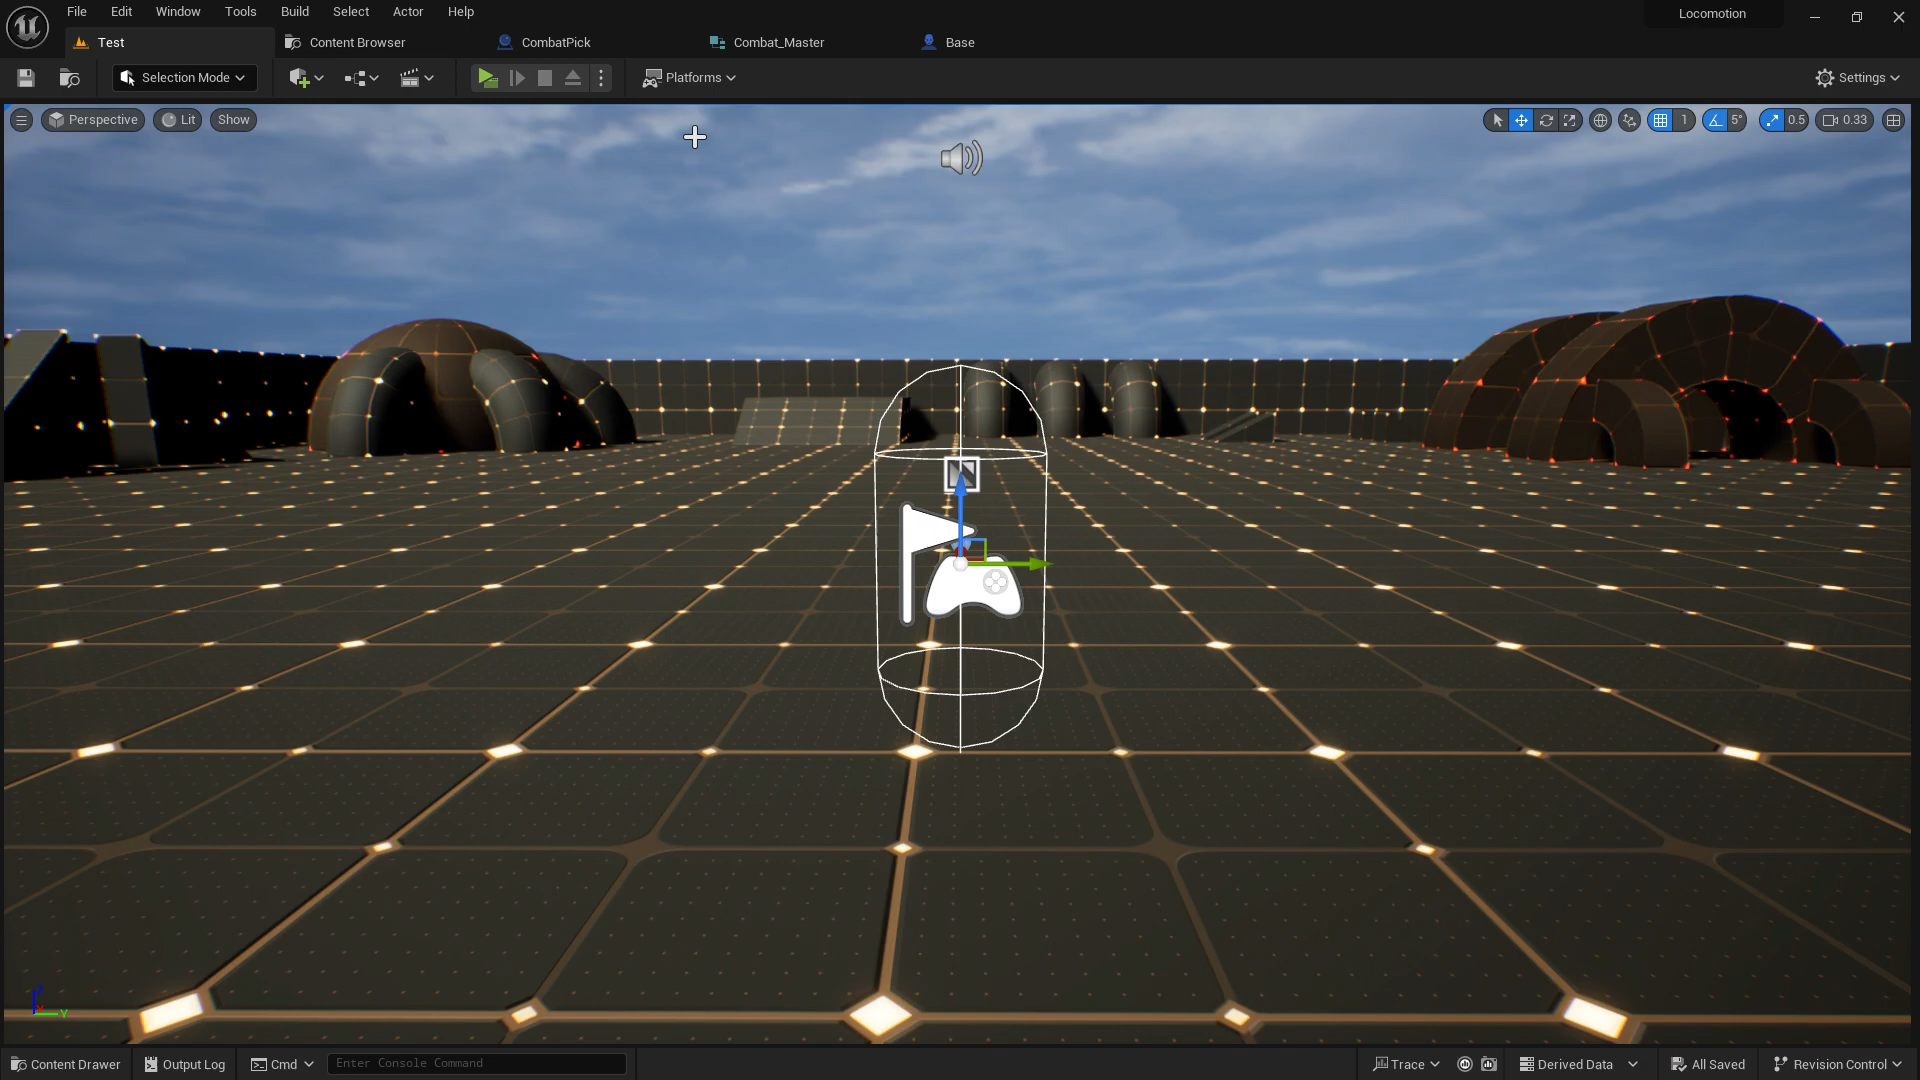 File Edit Window Tools Build Select Actor Help
Locomotion
Test
Content Browser
CombatPick
Combat_Master
Base
Selection Mode
Platforms
Settings
Perspective
Lit
Show
1
5°
0.5
0.33
Z
Y
Content Drawer
Output Log
Cmd
Enter Console Command
Trace
Derived Data
All Saved
Revision Control